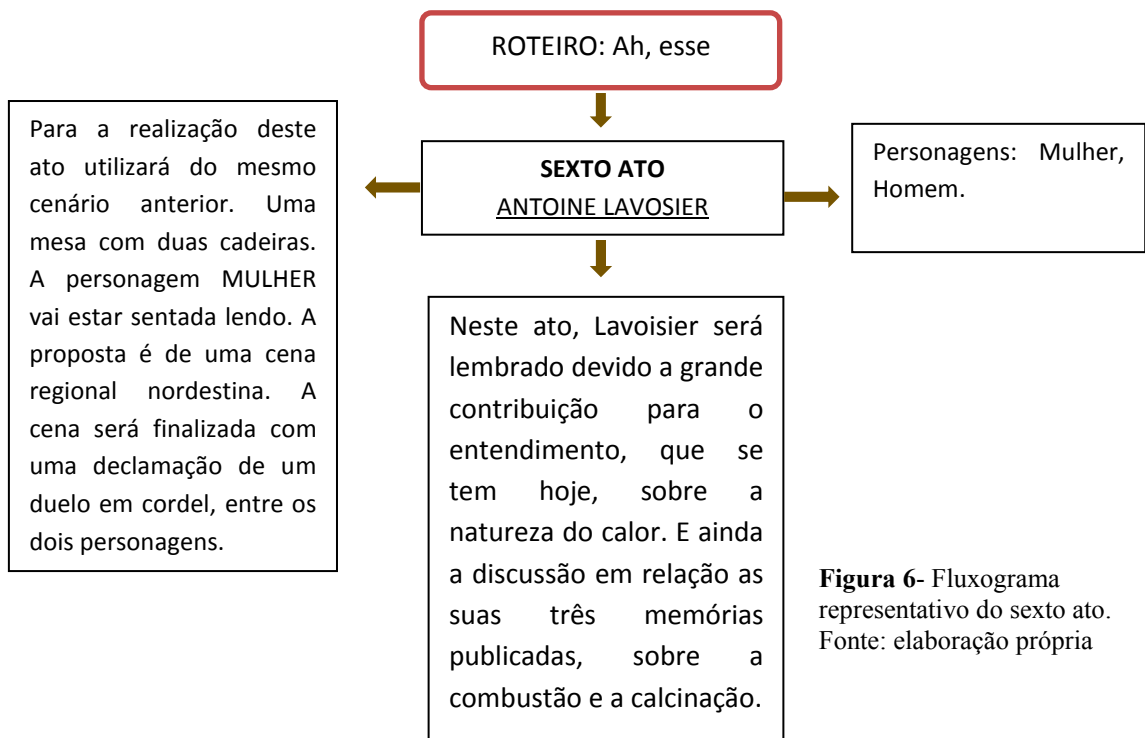 ROTEIRO: Ah, esse
Para a realização deste
ato utilizará do mesmo
cenário anterior. Uma
mesa com duas cadeiras.
A personagem MULHER
vai estar sentada lendo. A
proposta é de uma cena
regional nordestina. A
cena será finalizada com
uma declamação de um
duelo em cordel, entre os
dois personagens.
SEXTO ATO
ANTOINE LAVOSIER
Personagens: Mulher,
Homem.
Neste ato, Lavoisier será
lembrado devido a grande
contribuição para o
entendimento, que se
tem hoje, sobre a
natureza do calor. E ainda
a discussão em relação as
suas três memórias
publicadas, sobre a
combustão e a calcinação.
Figura 6- Fluxograma
representativo do sexto ato.
Fonte: elaboração própria